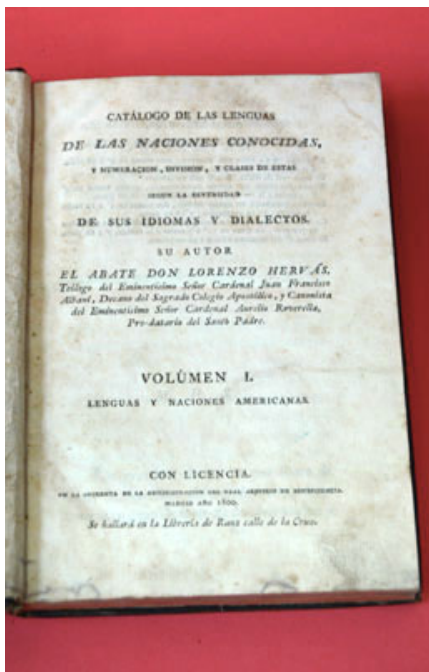 CATÁLOGO DE LAS LENGUAS
DE LAS NACIONES CONOCIDAS,
Y NUMERACION, DIVISION, Y CLASES DE ESTAS
SEGUN LA DIVERSIDAD
DE SUS IDIOMAS Y DIALECTOS.
SU AUTOR
EL ABATE DON LORENZO HERVÁS,
Teólogo del Eminentísimo Señor Cardenal Juan Francisco
Albani, Decano del Sagrado Colegio Apostólico, y Canonista
del Eminentísimo Señor Cardenal Aurelio Roverella,
Pro-datario del Santo Padre.
VOLÚMEN I.
LENGUAS Y NACIONES AMERICANAS.
CON LICENCIA.
EN LA IMPRENTA DE LA ADMINISTRACION DEL REAL ARBITRIO DE BENEFICENCIA.
MADRID AÑO 1800.
Se hallará en la Librería de Ranz calle de la Cruz.